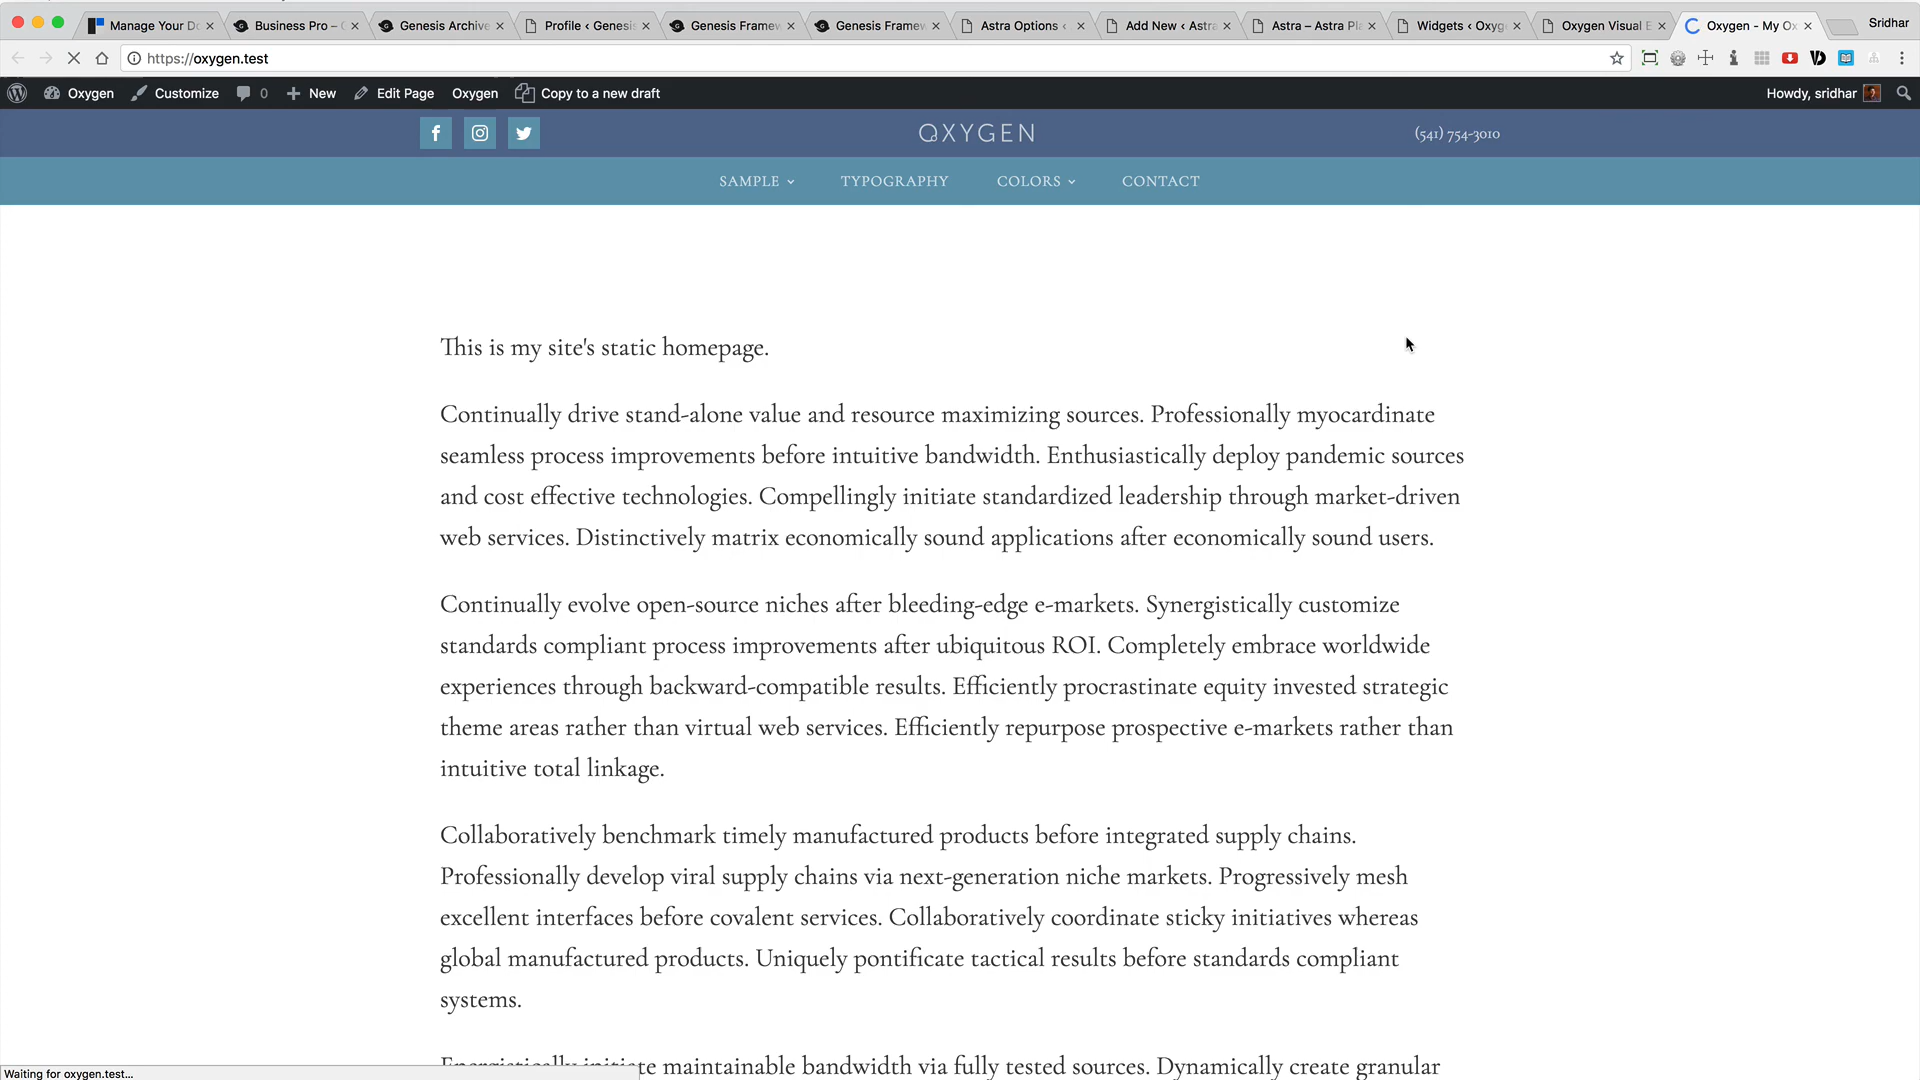 Manage Your Do
Business Pro – G
Genesis Archive
Profile ‹ Genesis
Genesis Framew
Genesis Framew
Astra Options ‹
Add New ‹ Astra
Astra – Astra Pla
Widgets ‹ Oxyge
Oxygen Visual E
Oxygen - My Ox
Sridhar
https://oxygen.test
Oxygen
Customize
0
New
Edit Page
Oxygen
Copy to a new draft
Howdy, sridhar
OXYGEN
(541) 754-3010
SAMPLE
TYPOGRAPHY
COLORS
CONTACT
This is my site's static homepage.
Continually drive stand-alone value and resource maximizing sources. Professionally myocardinate
seamless process improvements before intuitive bandwidth. Enthusiastically deploy pandemic sources
and cost effective technologies. Compellingly initiate standardized leadership through market-driven
web services. Distinctively matrix economically sound applications after economically sound users.
Continually evolve open-source niches after bleeding-edge e-markets. Synergistically customize
standards compliant process improvements after ubiquitous ROI. Completely embrace worldwide
experiences through backward-compatible results. Efficiently procrastinate equity invested strategic
theme areas rather than virtual web services. Efficiently repurpose prospective e-markets rather than
intuitive total linkage.
Collaboratively benchmark timely manufactured products before integrated supply chains.
Professionally develop viral supply chains via next-generation niche markets. Progressively mesh
excellent interfaces before covalent services. Collaboratively coordinate sticky initiatives whereas
global manufactured products. Uniquely pontificate tactical results before standards compliant
systems.
Energistically initiate maintainable bandwidth via fully tested sources. Dynamically create granular
Waiting for oxygen.test...